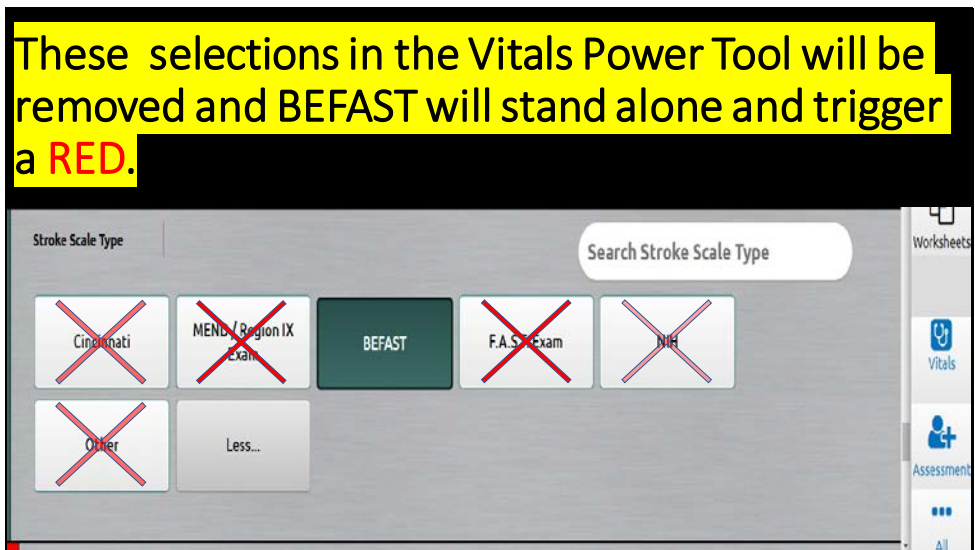 These selections in the Vitals Power Tool will be
removed and BEFAST will stand alone and trigger
a RED.
Stroke Scale Type
Search Stroke Scale Type
Worksheets
Cincinnati
MEND / Region IX
Exam
BEFAST
F.A.S.T. Exam
NIH
Vitals
Other
Less...
Assessment
All